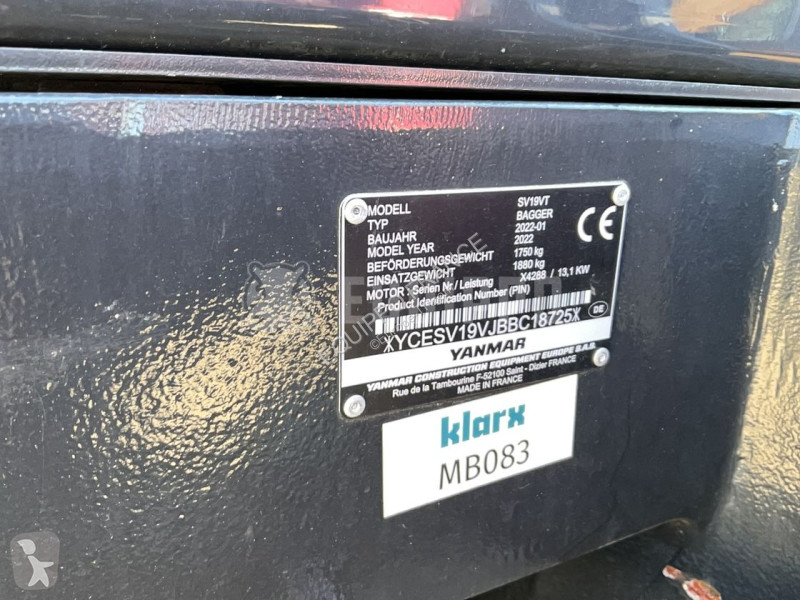 MODELL SV19VT
TYP BAGGER
BAUJAHR 2022-01
MODEL YEAR 2022
BEFÖRDERUNGSGEWICHT 1750 kg
EINSATZGEWICHT 1880 kg
MOTOR: Serien Nr/ Leistung X4288 / 13,1 KW
Product Identification Number (PIN)
CE
XYCESV19VJBBC18725X
DE
YANMAR
YANMAR CONSTRUCTION EQUIPMENT EUROPE S.A.S.
Rue de la Tambourine F-52100 Saint - Dizier FRANCE
MADE IN FRANCE
klarx
MB083